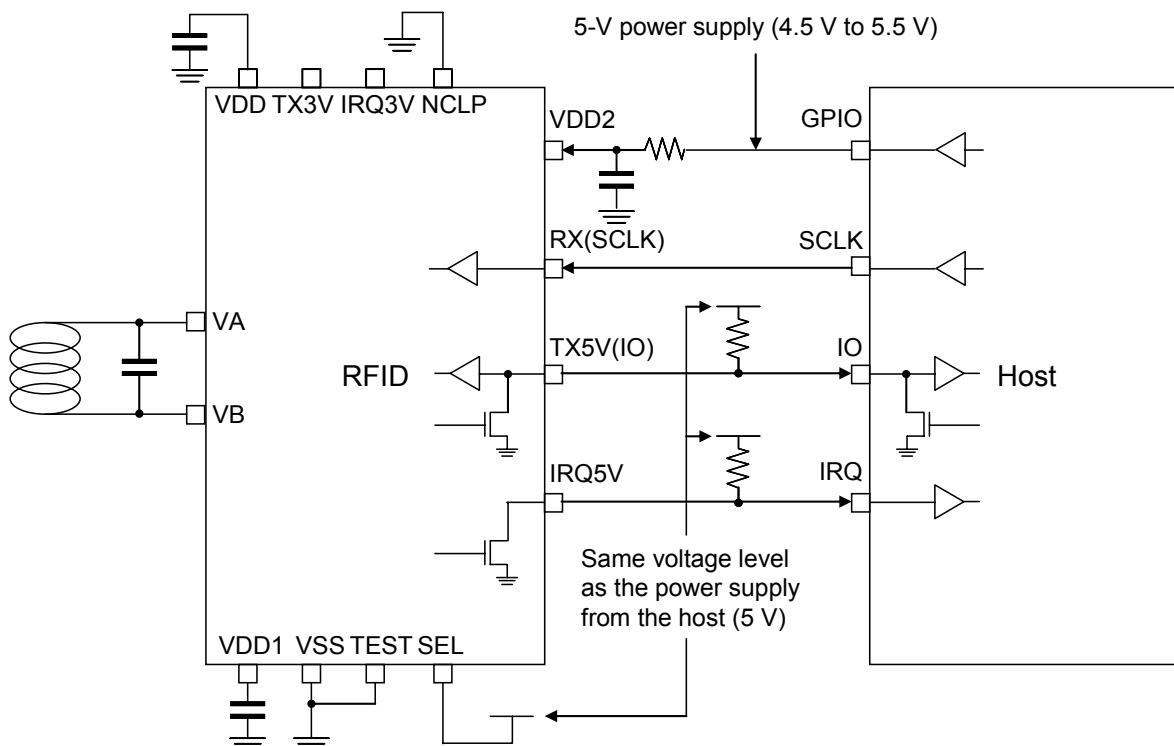 5-V power supply (4.5 V to 5.5 V)
VDD TX3V IRQ3V NCLP
VDD2
GPIO
RX(SCLK)
SCLK
VA
TX5V(IO)
IO
RFID
Host
VB
IRQ5V
IRQ
Same voltage level
as the power supply
from the host (5 V)
VDD1 VSS TEST SEL